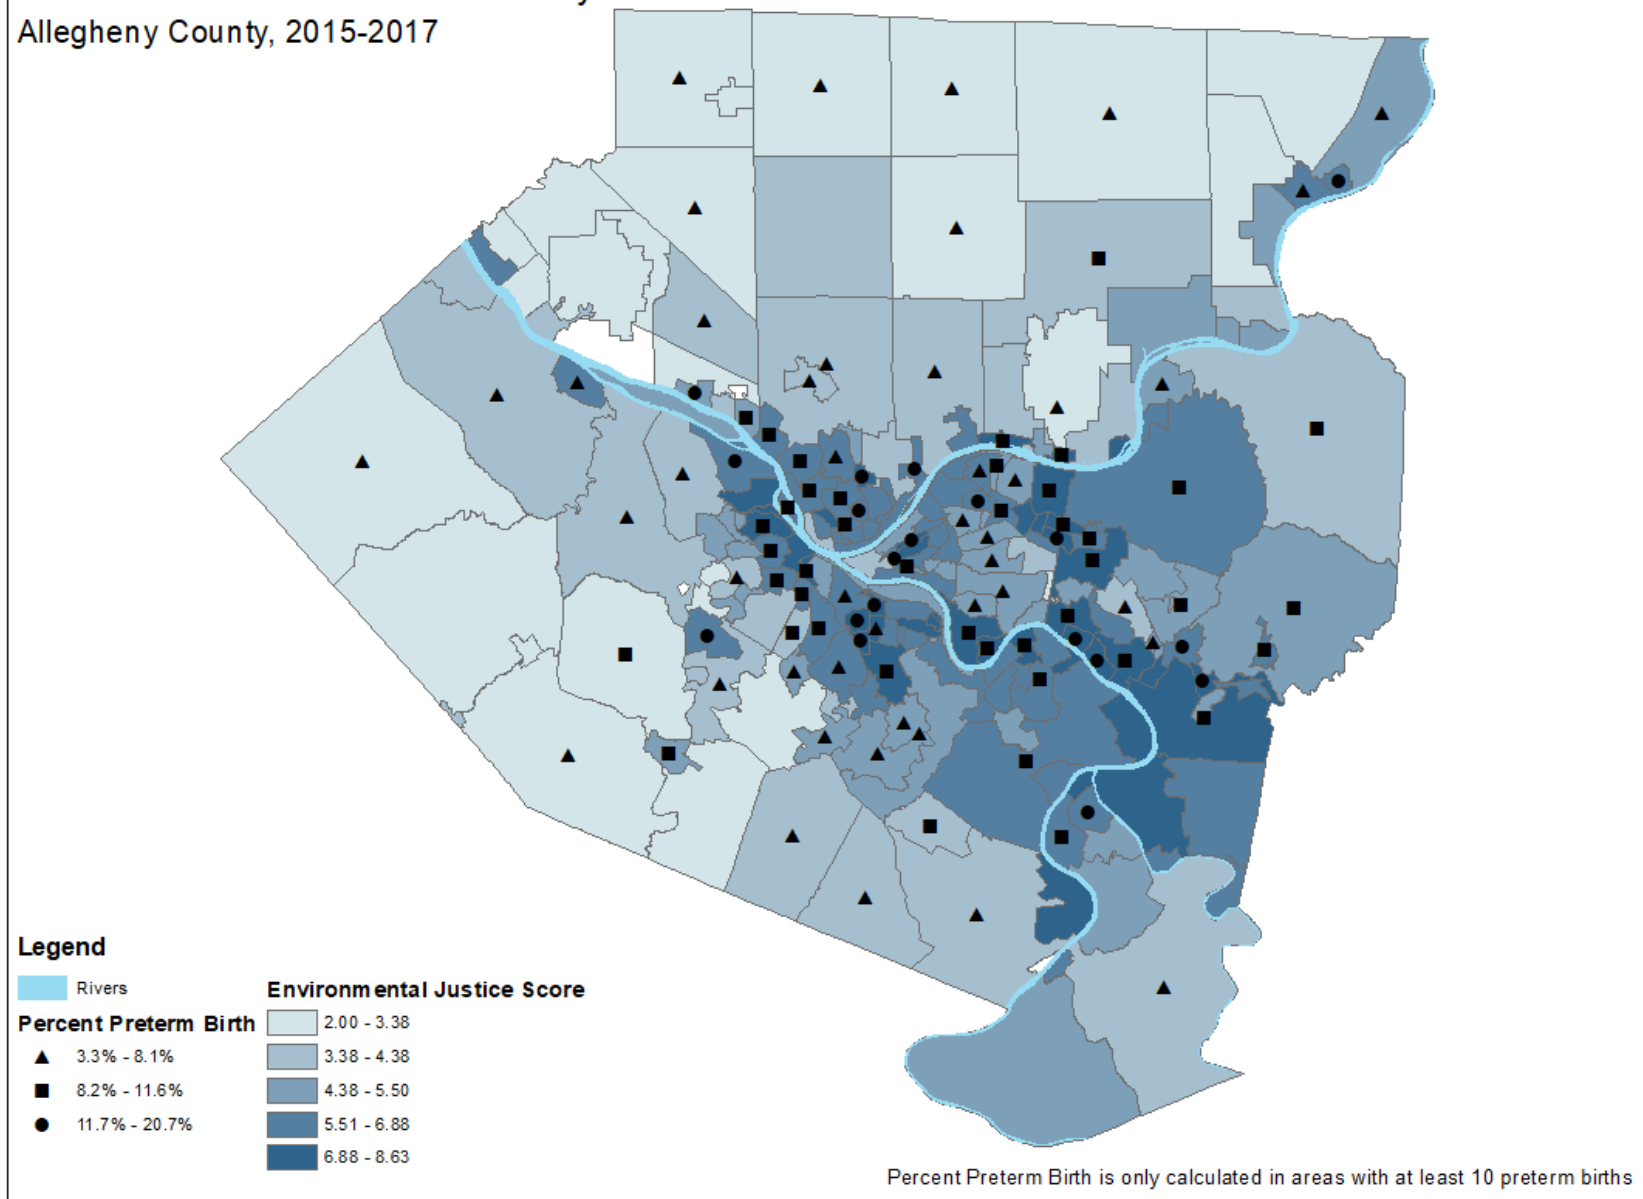 Allegheny County, 2015-2017
Legend
Rivers
Percent Preterm Birth
3.3% - 8.1%
8.2% - 11.6%
11.7% - 20.7%
Environmental Justice Score
2.00 - 3.38
3.38 - 4.38
4.38 - 5.50
5.51 - 6.88
6.88 - 8.63
Percent Preterm Birth is only calculated in areas with at least 10 preterm births